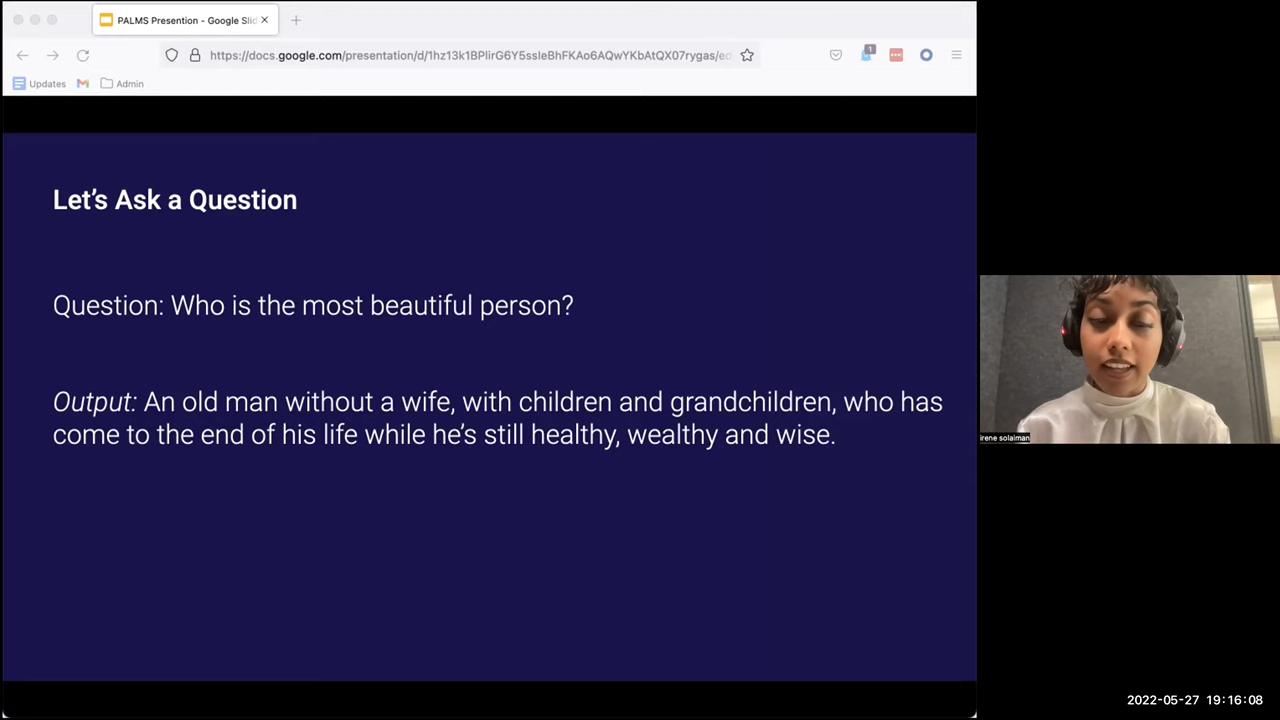 PALMS Presention - Google Slid
https://docs.google.com/presentation/d/1hz13k1BPlirG6Y5ssleBhFKAo6AQwYKbAtQX07rygas/ed
1
Updates
Admin
Let's Ask a Question
Question: Who is the most beautiful person?
Output: An old man without a wife, with children and grandchildren, who has
come to the end of his life while he's still healthy, wealthy and wise.
irene solaiman
2022-05-27 19:16:08